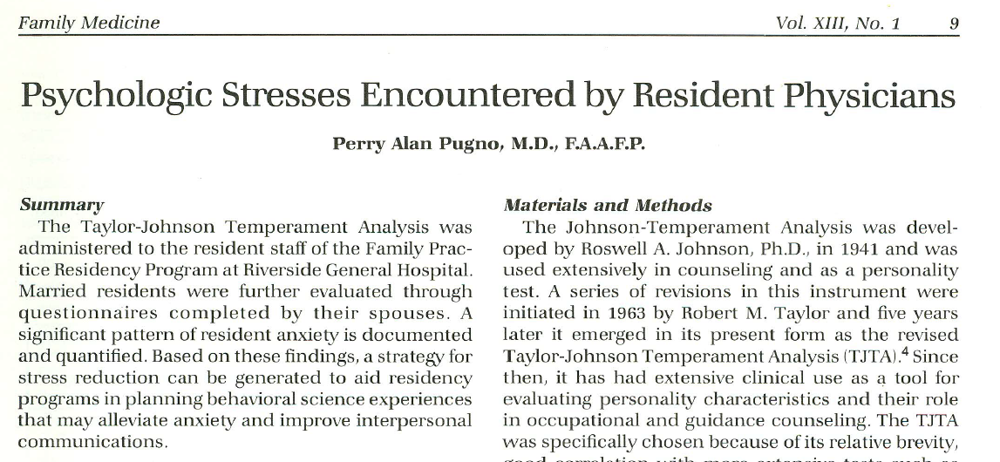 Family Medicine Vol. XIII, No. 1 9
Psychologic Stresses Encountered by Resident Physicians
Perry Alan Pugno, M.D., F.A.A.F.P.
Summary
The Taylor-Johnson Temperament Analysis was
administered to the resident staff of the Family Prac-
tice Residency Program at Riverside General Hospital.
Married residents were further evaluated through
questionnaires completed by their spouses. A
significant pattern of resident anxiety is documented
and quantified. Based on these findings, a strategy for
stress reduction can be generated to aid residency
programs in planning behavioral science experiences
that may alleviate anxiety and improve interpersonal
communications.
Materials and Methods
The Johnson-Temperament Analysis was devel-
oped by Roswell A. Johnson, Ph.D., in 1941 and was
used extensively in counseling and as a personality
test. A series of revisions in this instrument were
initiated in 1963 by Robert M. Taylor and five years
later it emerged in its present form as the revised
Taylor-Johnson Temperament Analysis (TJTA).4 Since
then, it has had extensive clinical use as a tool for
evaluating personality characteristics and their role
in occupational and guidance counseling. The TJTA
was specifically chosen because of its relative brevity,